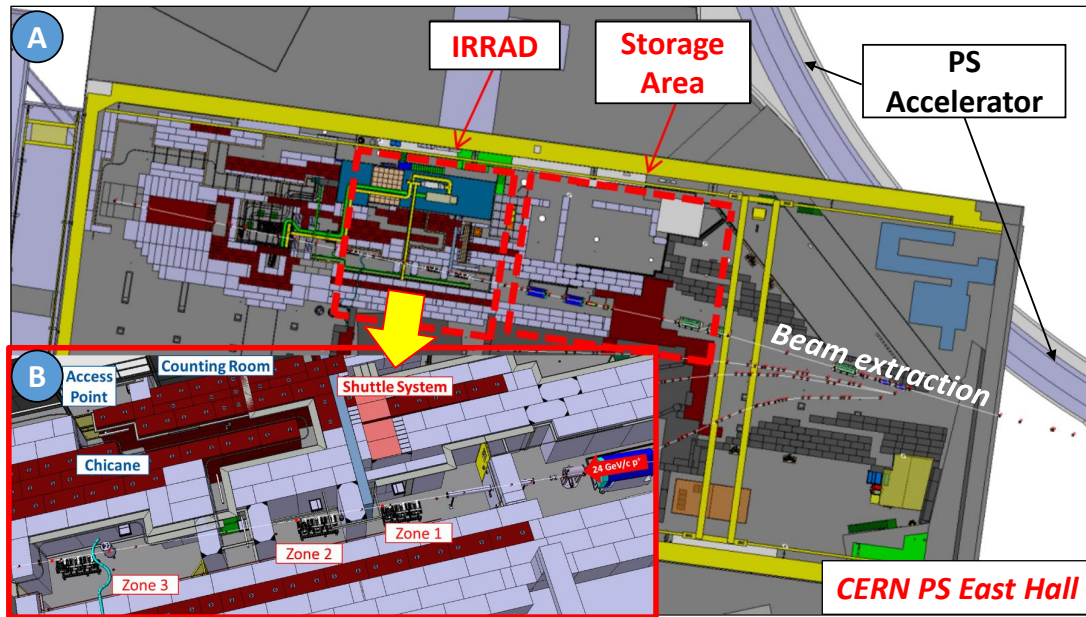 A
IRRAD
Storage
Area
PS
Accelerator
Beam extraction
B
Access
Point
Counting Room
Shuttle System
Chicane
24 GeV/c p⁺
Zone 1
Zone 2
Zone 3
CERN PS East Hall